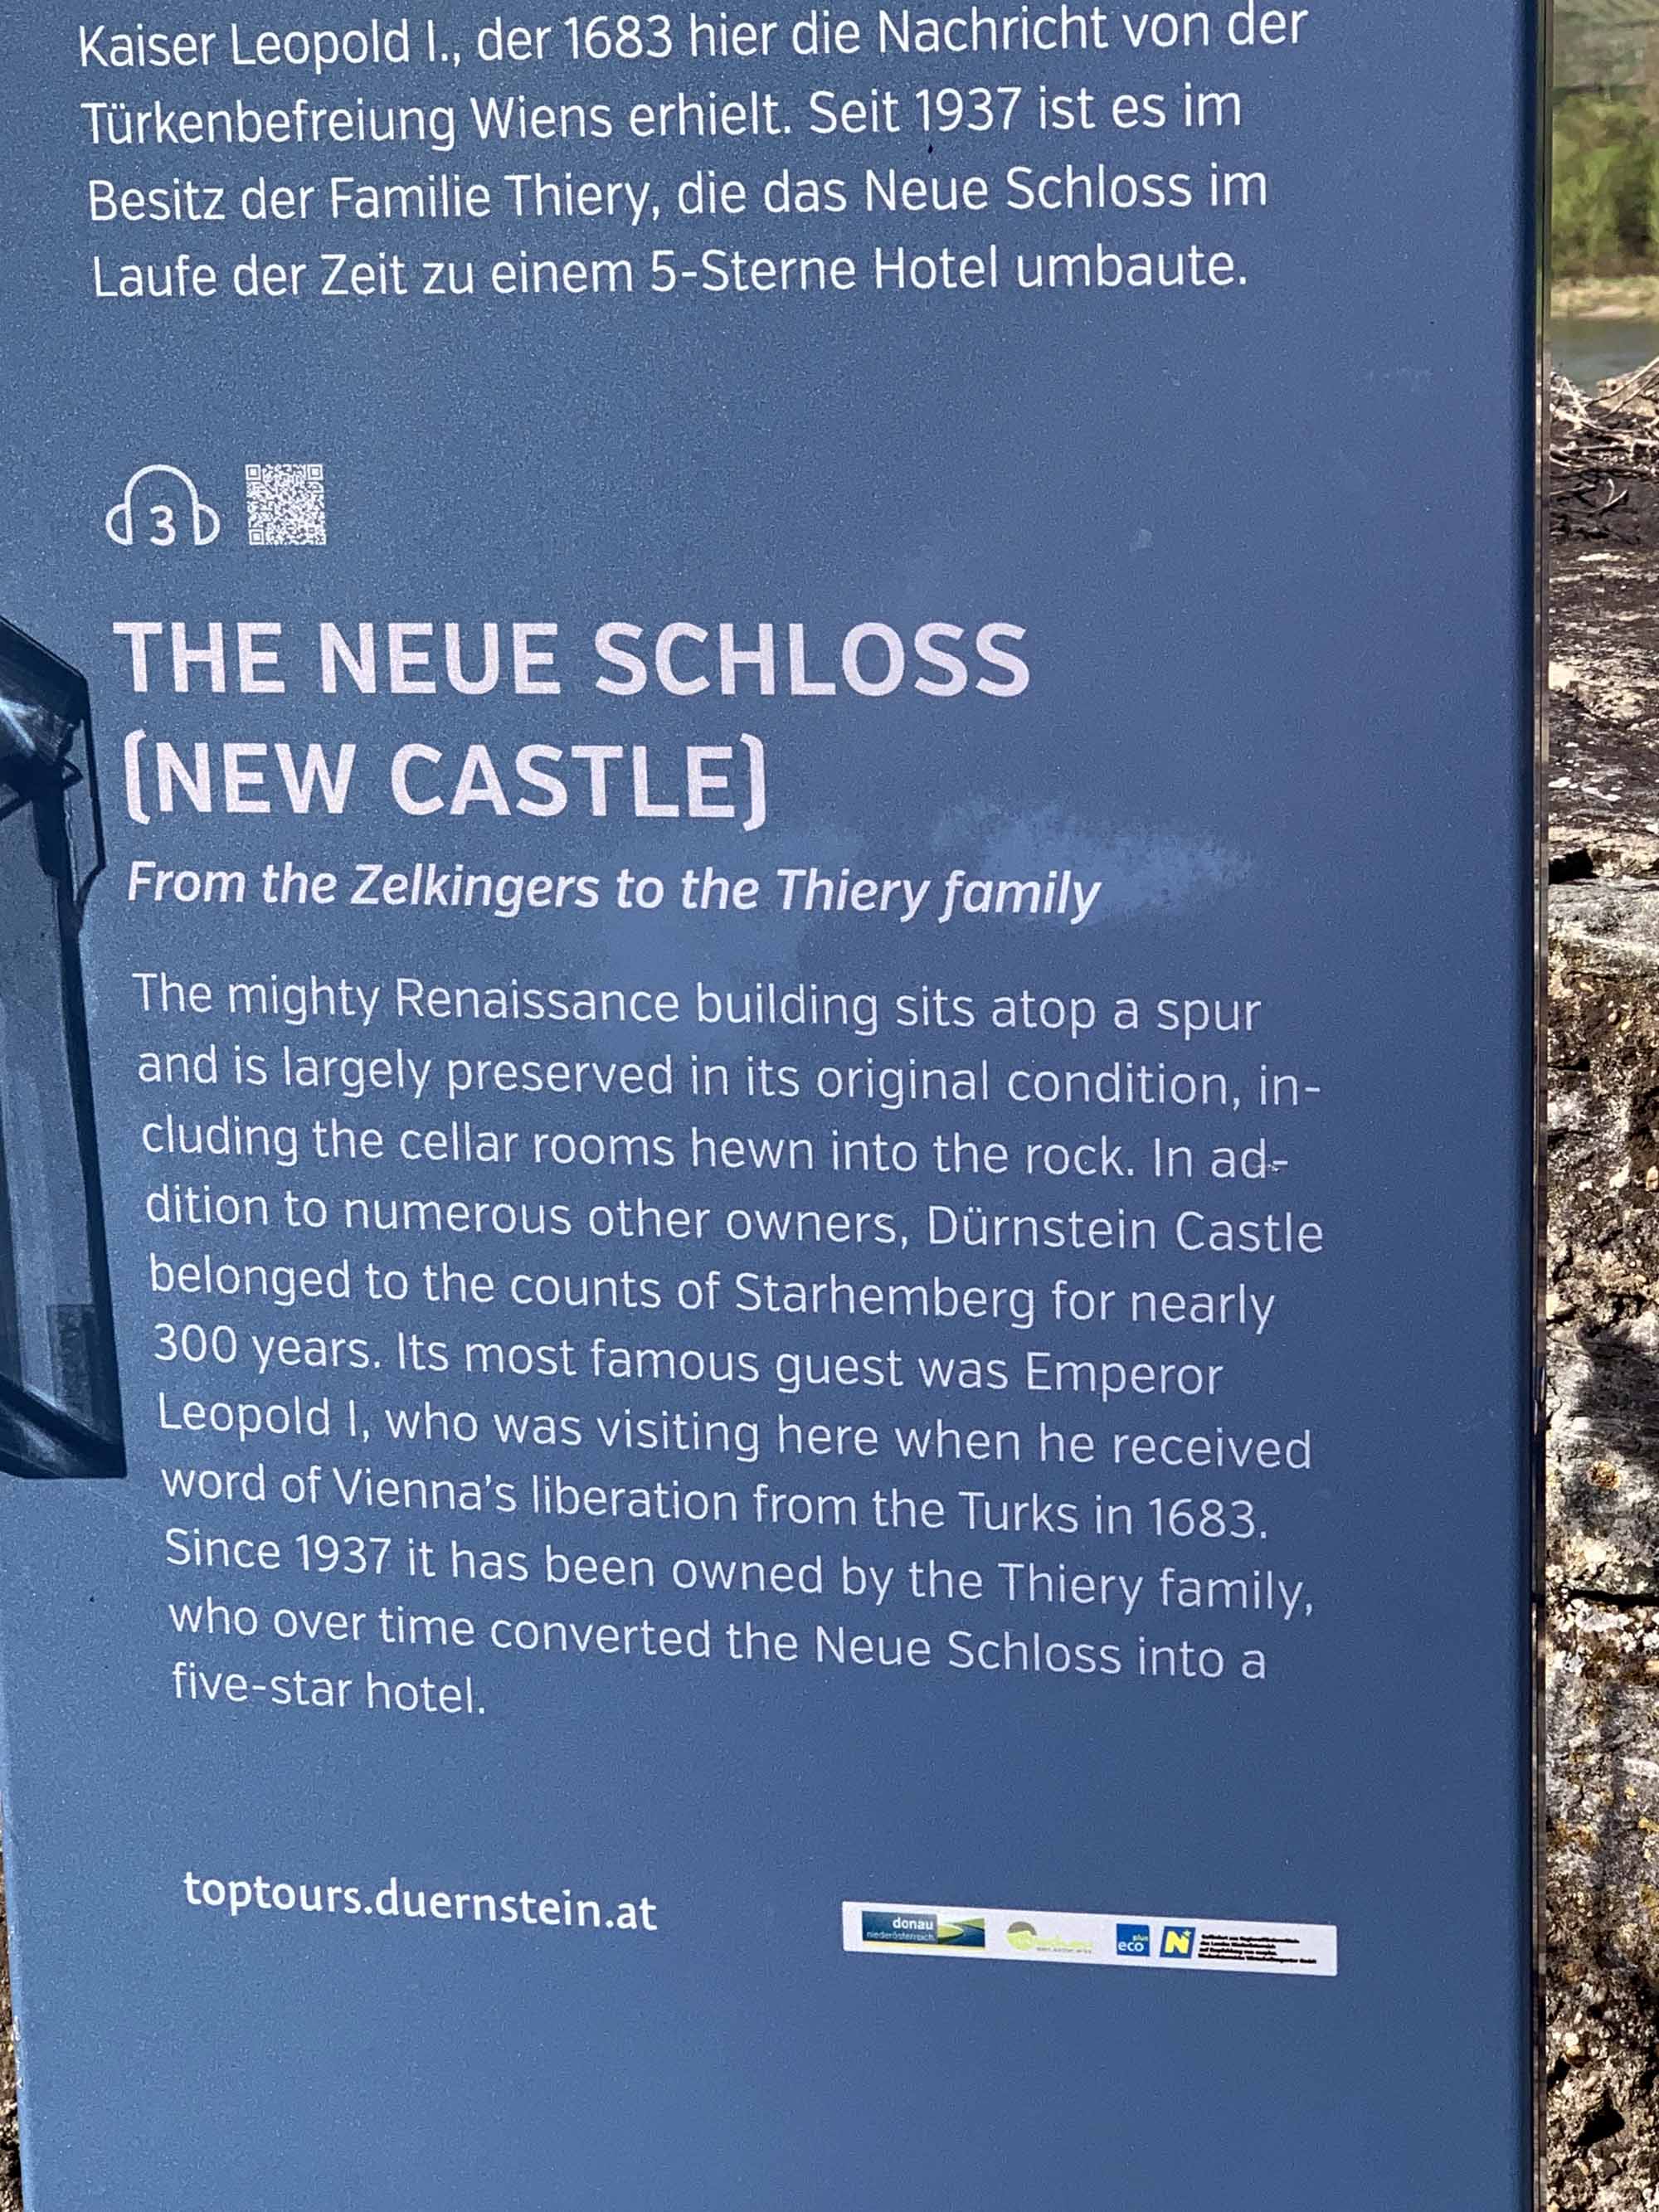 Kaiser Leopold I., der 1683 hier die Nachricht von der
Türkenbefreiung Wiens erhielt. Seit 1937 ist es im
Besitz der Familie Thiery, die das Neue Schloss im
Laufe der Zeit zu einem 5-Sterne Hotel umbaute.
3
THE NEUE SCHLOSS
(NEW CASTLE)
From the Zelkingers to the Thiery family
The mighty Renaissance building sits atop a spur
and is largely preserved in its original condition, in-
cluding the cellar rooms hewn into the rock. In ad-
dition to numerous other owners, Dürnstein Castle
belonged to the counts of Starhemberg for nearly
300 years. Its most famous guest was Emperor
Leopold I, who was visiting here when he received
word of Vienna's liberation from the Turks in 1683.
Since 1937 it has been owned by the Thiery family,
who over time converted the Neue Schloss into a
five-star hotel.
toptours.duernstein.at
donau
niederösterreich
eco plus
N